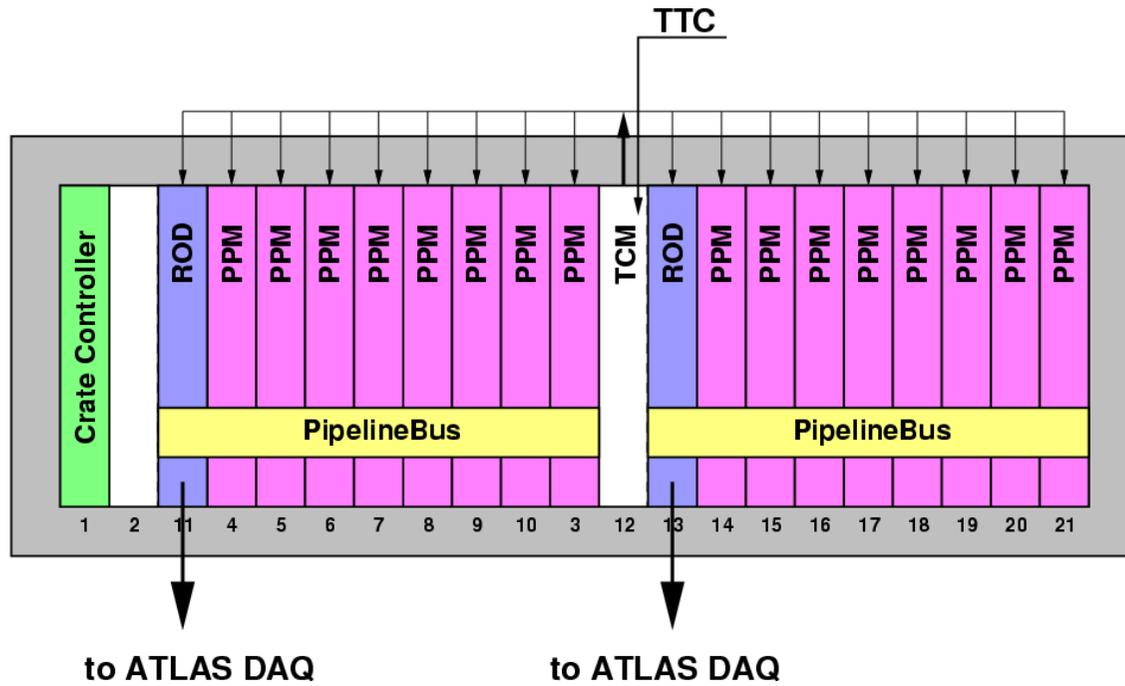 TTC
Crate Controller
ROD
PPM
PPM
PPM
PPM
PPM
PPM
PPM
PPM
TCM
ROD
PPM
PPM
PPM
PPM
PPM
PPM
PPM
PPM
PipelineBus
PipelineBus
1 2 11 4 5 6 7 8 9 10 3 12 13 14 15 16 17 18 19 20 21
to ATLAS DAQ
to ATLAS DAQ